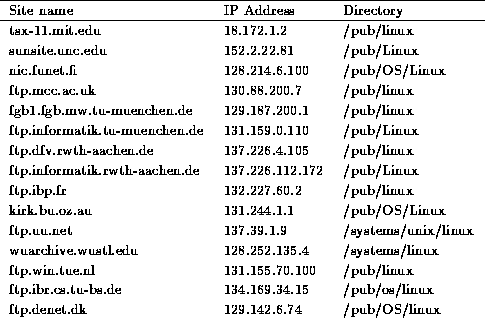 Site name IP Address Directory
tsx-11.mit.edu 18.172.1.2 /pub/linux
sunsite.unc.edu 152.2.22.81 /pub/Linux
nic.funet.fi 128.214.6.100 /pub/OS/Linux
ftp.mcc.ac.uk 130.88.200.7 /pub/linux
fgb1.fgb.mw.tu-muenchen.de 129.187.200.1 /pub/linux
ftp.informatik.tu-muenchen.de 131.159.0.110 /pub/Linux
ftp.dfv.rwth-aachen.de 137.226.4.105 /pub/linux
ftp.informatik.rwth-aachen.de 137.226.112.172 /pub/Linux
ftp.ibp.fr 132.227.60.2 /pub/linux
kirk.bu.oz.au 131.244.1.1 /pub/OS/Linux
ftp.uu.net 137.39.1.9 /systems/unix/linux
wuarchive.wustl.edu 128.252.135.4 /systems/linux
ftp.win.tue.nl 131.155.70.100 /pub/linux
ftp.ibr.cs.tu-bs.de 134.169.34.15 /pub/os/linux
ftp.denet.dk 129.142.6.74 /pub/OS/linux